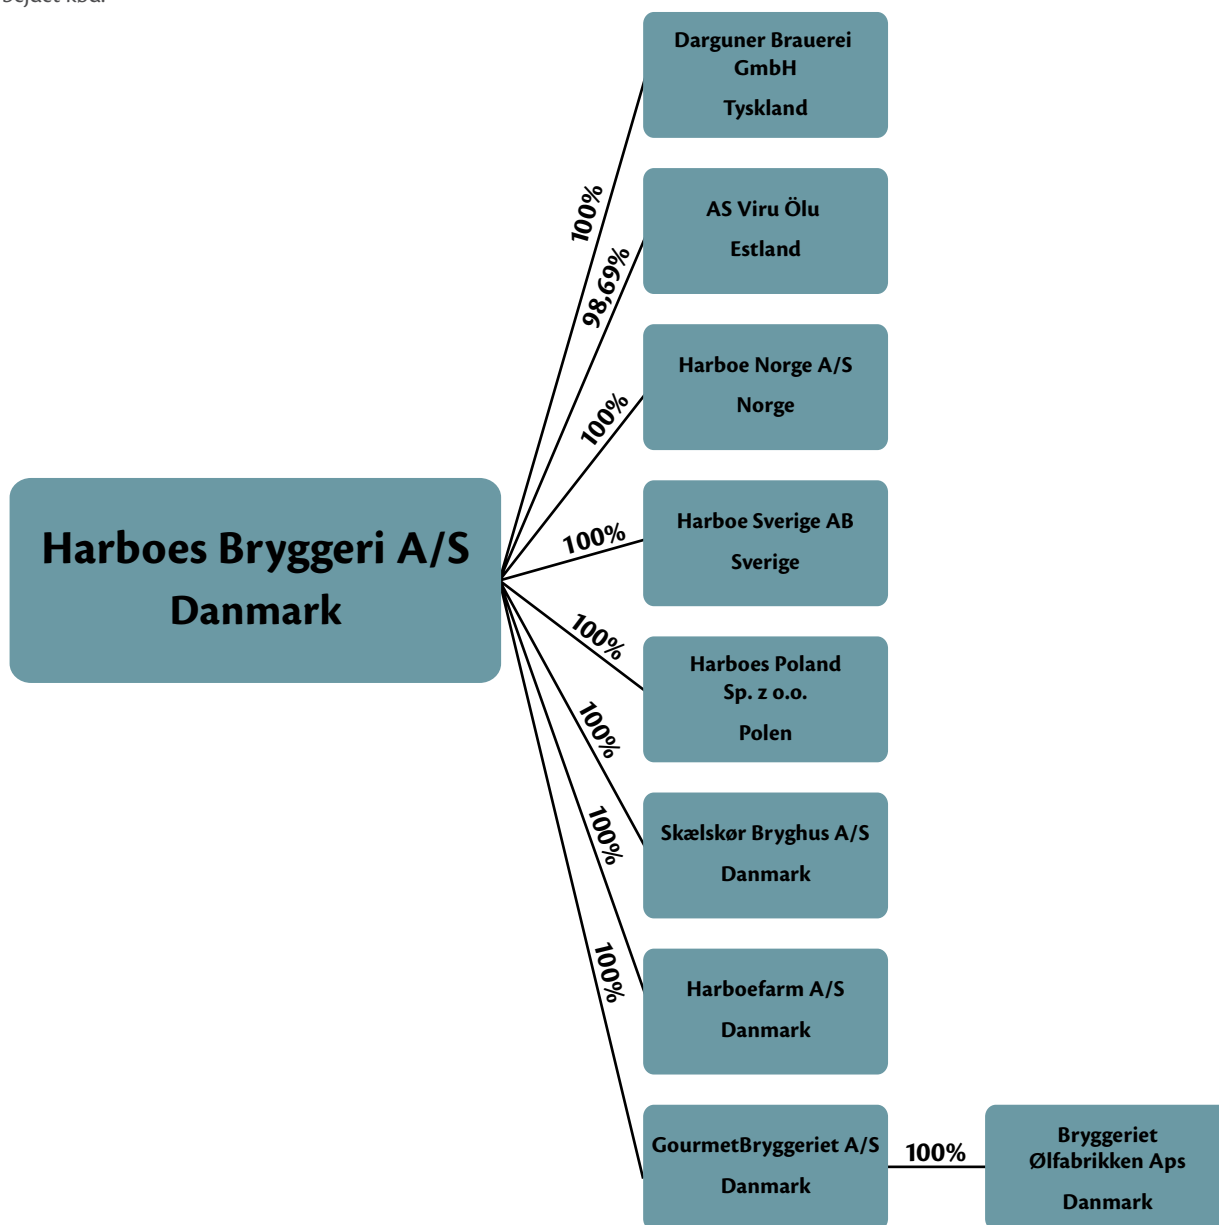 Darguner Brauerei
GmbH
Tyskland
100%
AS Viru Ölu
Estland
98,69%
Harboe Norge A/S
Norge
100%
Harboes Bryggeri A/S
Danmark
Harboe Sverige AB
Sverige
100%
Harboes Poland
Sp. z o.o.
Polen
100%
Skælskør Bryghus A/S
Danmark
100%
Harboefarm A/S
Danmark
100%
GourmetBryggeriet A/S
Danmark
100%
100%
Bryggeriet
Ølfabrikken Aps
Danmark